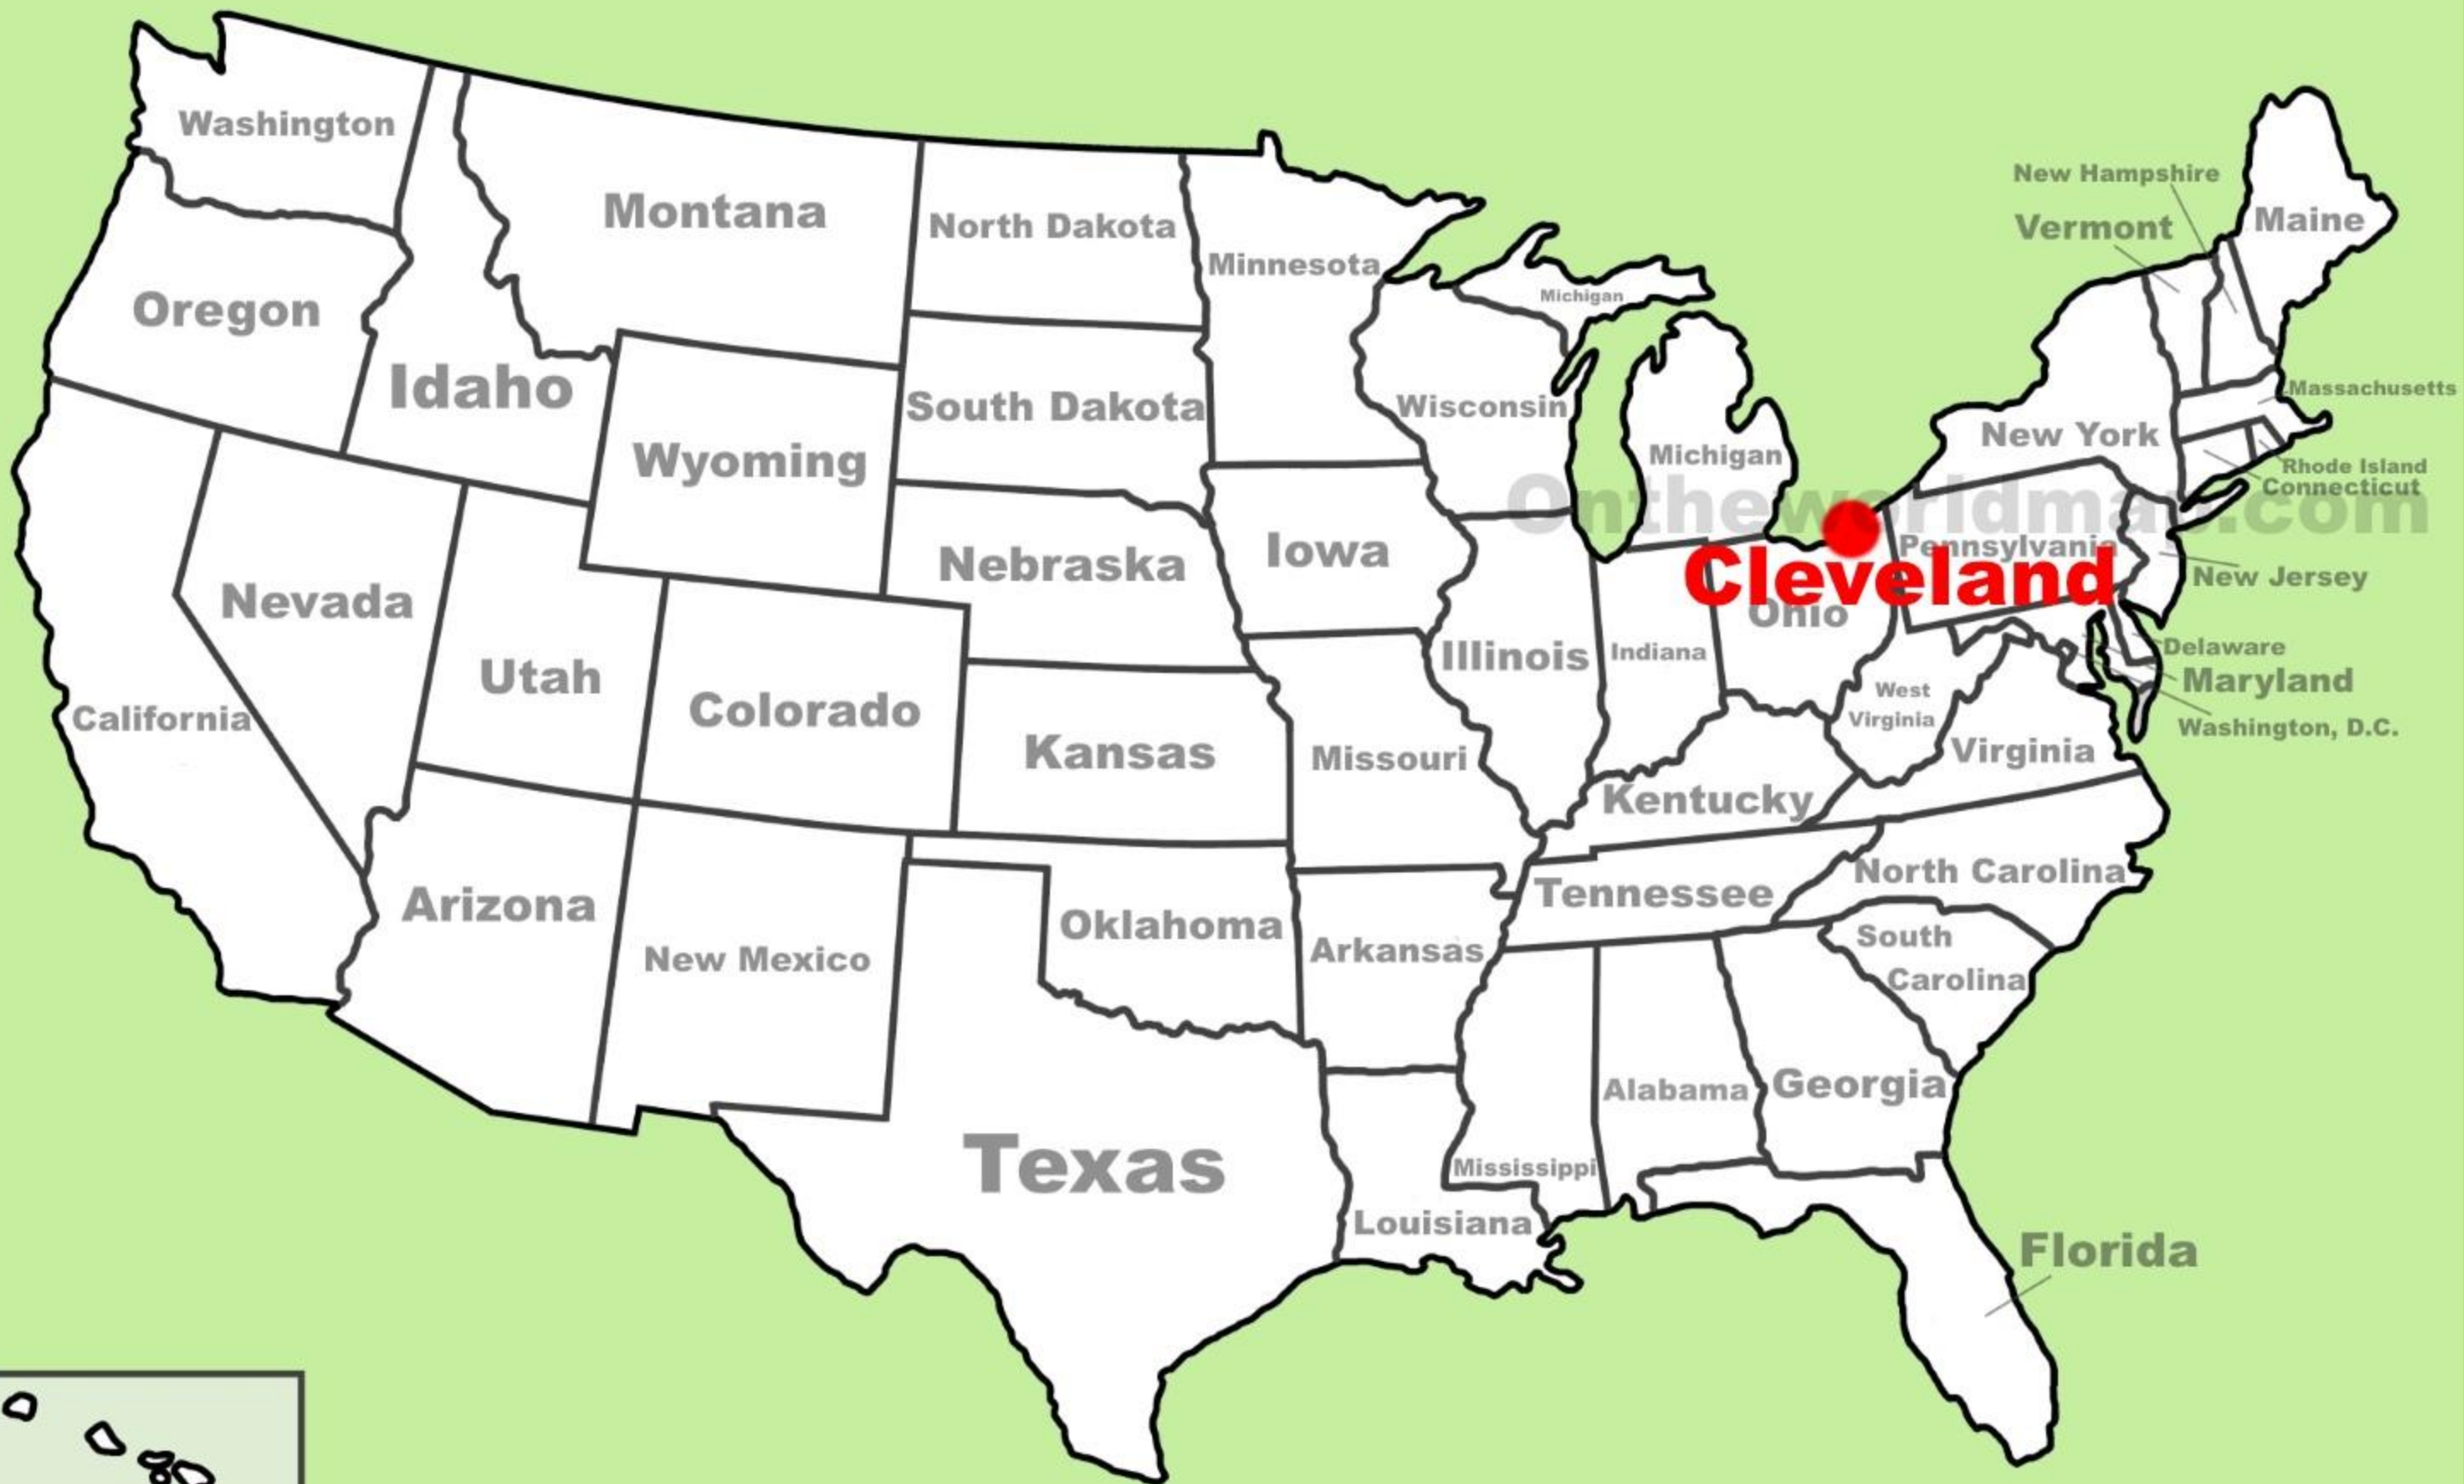 Washington
Montana
North Dakota
Minnesota
New Hampshire
Vermont
Maine
Oregon
Idaho
Michigan
Wyoming
South Dakota
Wisconsin
Michigan
New York
Massachusetts
Rhode Island
Connecticut
Ontheworldmap.com
Nebraska
Iowa
Pennsylvania
Cleveland
Ohio
New Jersey
Nevada
Utah
Colorado
Kansas
Missouri
Illinois
Indiana
West
Virginia
Virginia
Delaware
Maryland
Washington, D.C.
California
Kentucky
Arizona
New Mexico
Oklahoma
Arkansas
Tennessee
North Carolina
South
Carolina
Texas
Louisiana
Mississippi
Alabama
Georgia
Florida